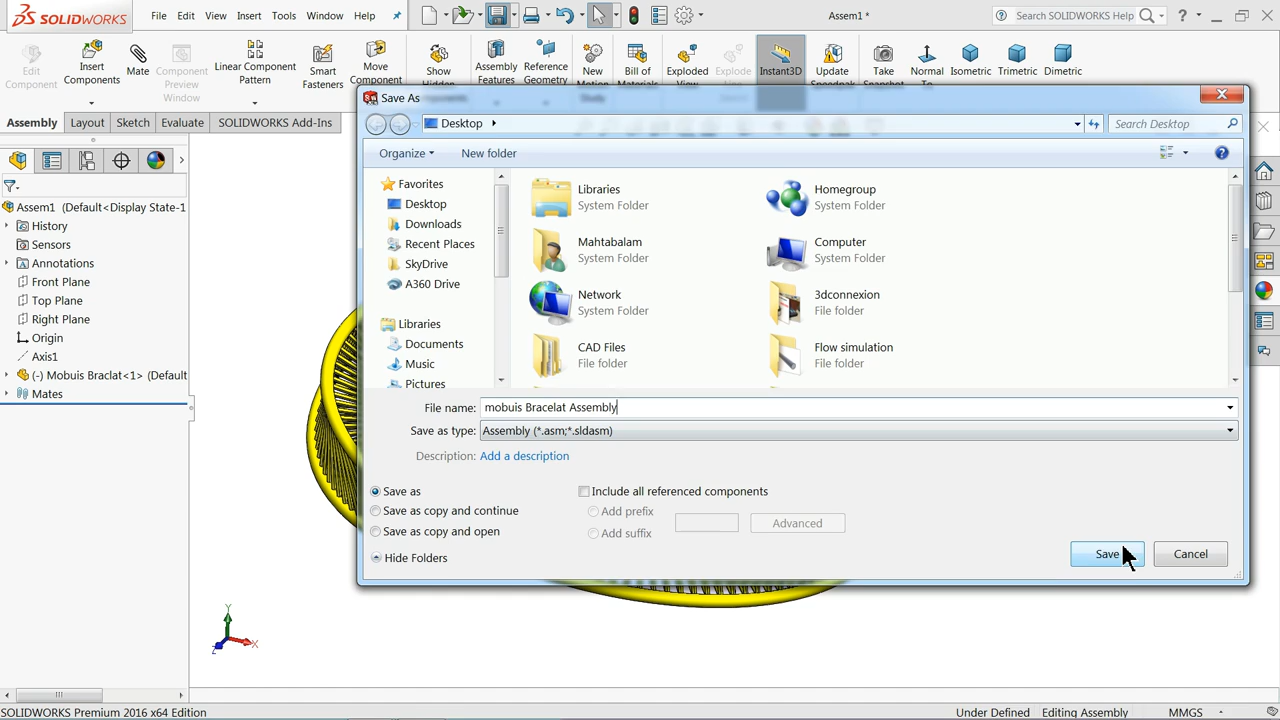 SOLIDWORKS File Edit View Insert Tools Window Help Assem1 * Search SOLIDWORKS Help
Edit Component
Insert Components
Mate
Component Preview Window
Linear Component Pattern
Smart Fasteners
Move Component
Show Hidden
Assembly Features
Reference Geometry
New Motion Study
Bill of Materials
Exploded View
Explode
Instant3D
Update
Take
Normal To
Isometric
Trimetric
Dimetric
Assembly Layout Sketch Evaluate SOLIDWORKS Add-Ins
Assem1 (Default<Display State-1
History
Sensors
Annotations
Front Plane
Top Plane
Right Plane
Origin
Axis1
(-) Mobuis Braclat<1> (Default
Mates
Save As
Desktop
Search Desktop
Organize New folder
Favorites
Desktop
Downloads
Recent Places
SkyDrive
A360 Drive
Libraries
Documents
Music
Pictures
Libraries
System Folder
Homegroup
System Folder
Mahtabalam
System Folder
Computer
System Folder
Network
System Folder
3dconnexion
File folder
CAD Files
File folder
Flow simulation
File folder
File name: mobuis Bracelat Assembly
Save as type: Assembly (*.asm;*.sldasm)
Description: Add a description
Save as
Save as copy and continue
Save as copy and open
Include all referenced components
Add prefix
Add suffix
Advanced
Hide Folders
Save
Cancel
Y
X
Z
SOLIDWORKS Premium 2016 x64 Edition Under Defined Editing Assembly MMGS